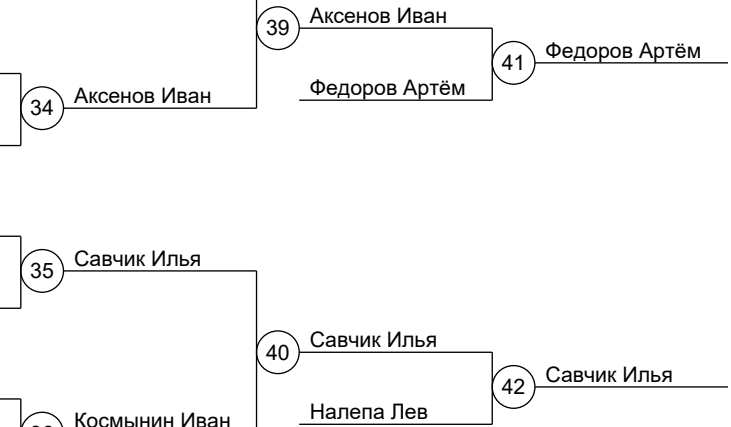 39 Аксенов Иван
41 Федоров Артём
Федоров Артём
34 Аксенов Иван
35 Савчик Илья
40 Савчик Илья
42 Савчик Илья
Налепа Лев
Космынин Иван